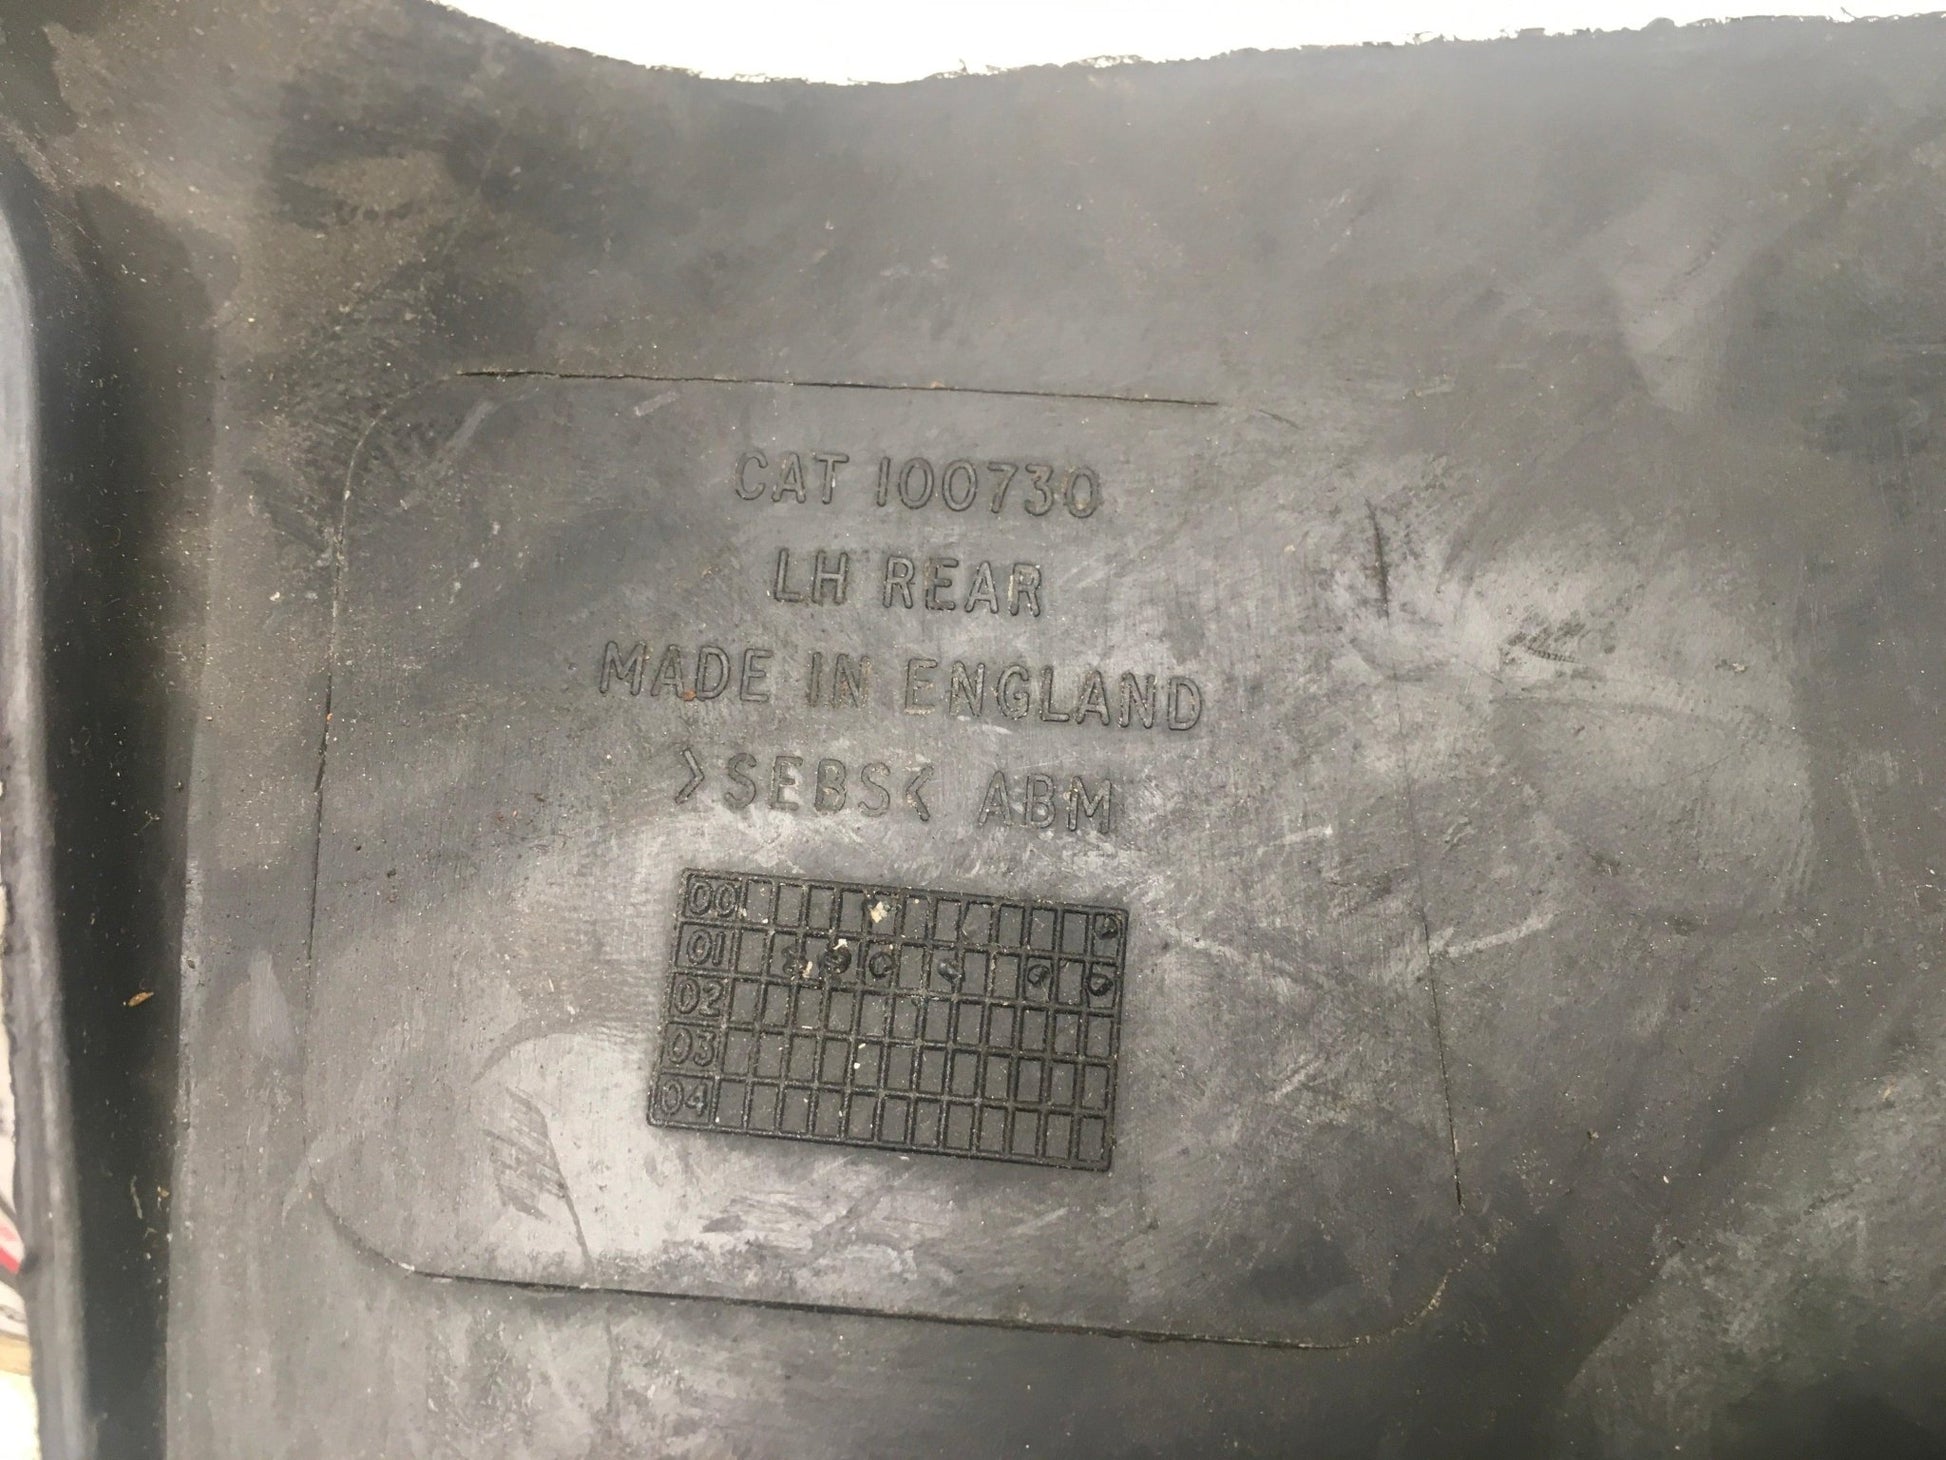 CAT 100730
LH REAR
MADE IN ENGLAND
>SEBS< ABM
00
01
02
03
04